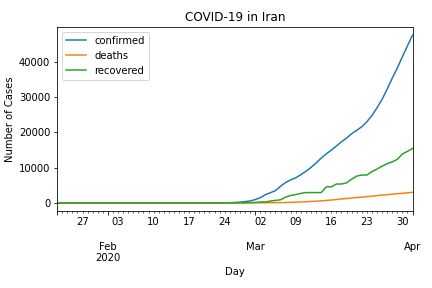 COVID-19 in Iran
confirmed
deaths
recovered
Number of Cases
40000
30000
20000
10000
0
27 03 10 17 24 02 09 16 23 30
Feb Mar Apr
2020
Day